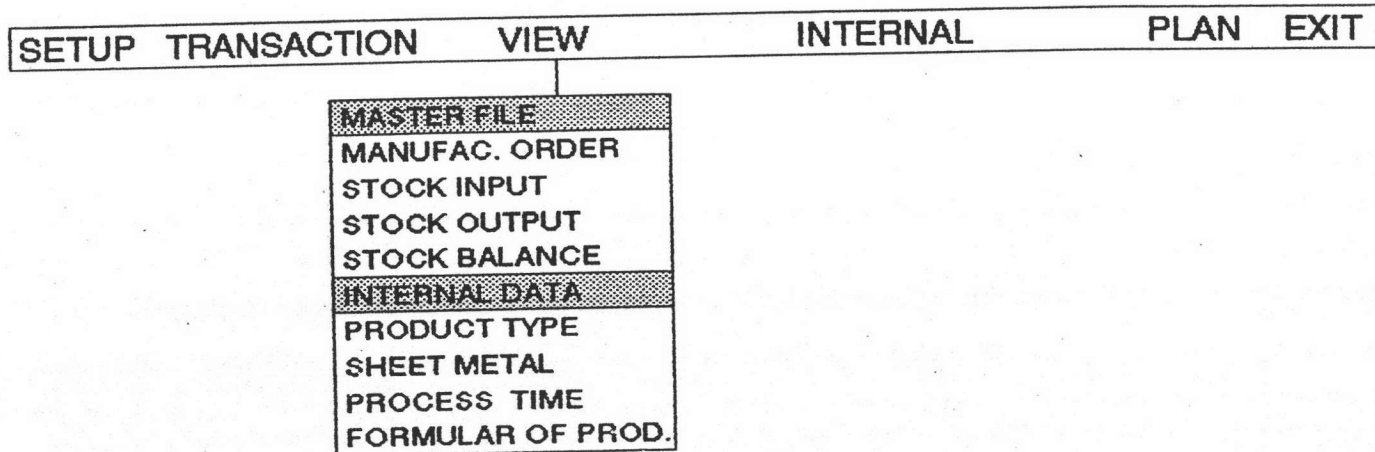 SETUP TRANSACTION VIEW INTERNAL PLAN EXIT
MASTER FILE
MANUFAC. ORDER
STOCK INPUT
STOCK OUTPUT
STOCK BALANCE
INTERNAL DATA
PRODUCT TYPE
SHEET METAL
PROCESS TIME
FORMULAR OF PROD.